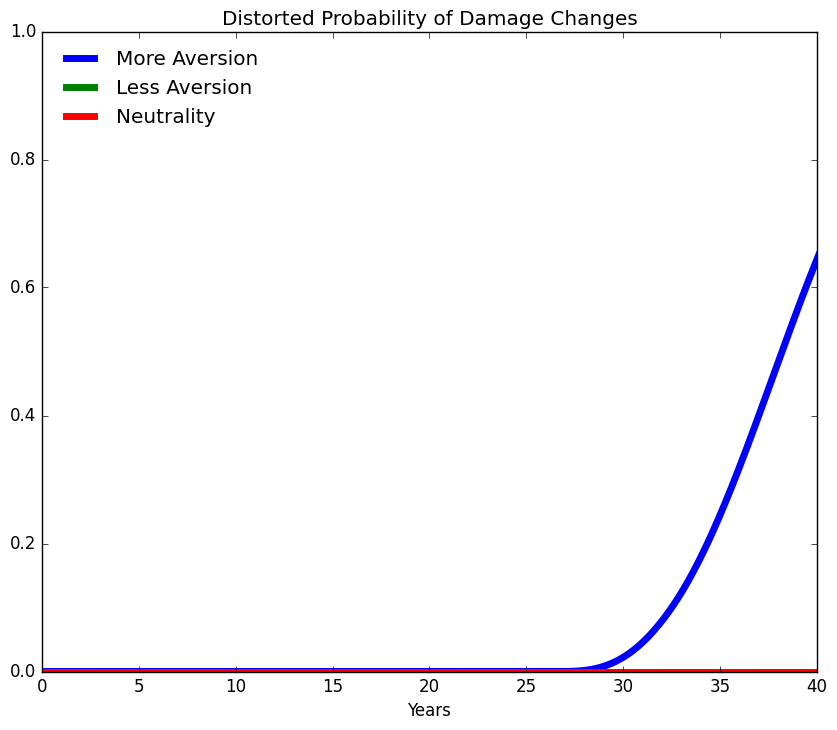 Distorted Probability of Damage Changes
1.0
More Aversion
Less Aversion
Neutrality
0.8
0.6
0.4
0.2
0.0
0 5 10 15 20 25 30 35 40
Years